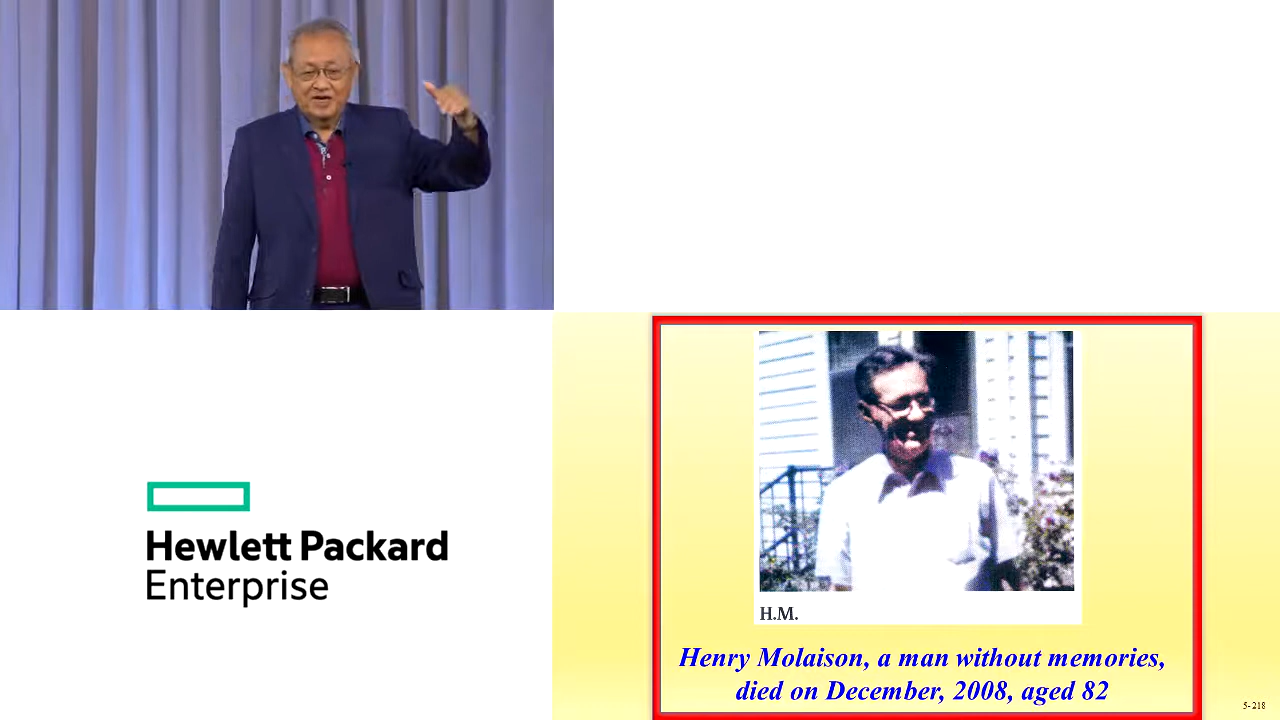 Hewlett Packard
Enterprise
H.M.
Henry Molaison, a man without memories,
died on December, 2008, aged 82
5-218